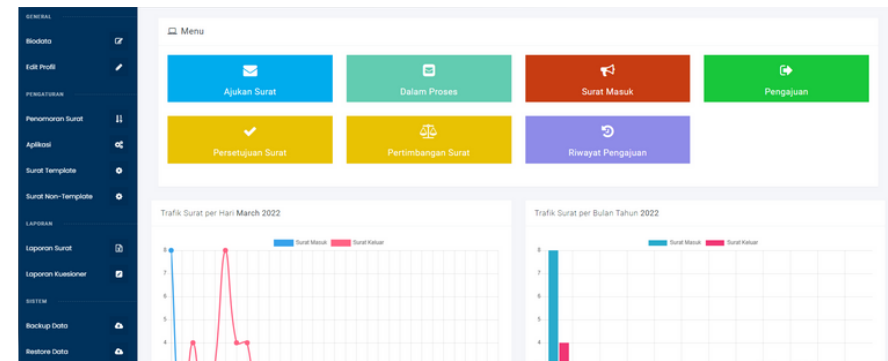 GENERAL
Biodata
Edit Profil
PENGATURAN
Penomoran Surat
Aplikasi
Surat Template
Surat Non-Template
LAPORAN
Laporan Surat
Laporan Kuesioner
SISTEM
Backup Data
Restore Data
Menu
Ajukan Surat
Dalam Proses
Surat Masuk
Pengajuan
Persetujuan Surat
Pertimbangan Surat
Riwayat Pengajuan
Trafik Surat per Hari March 2022
Surat Masuk Surat Keluar
8
7
6
5
4
Trafik Surat per Bulan Tahun 2022
Surat Masuk Surat Keluar
8
7
6
5
4